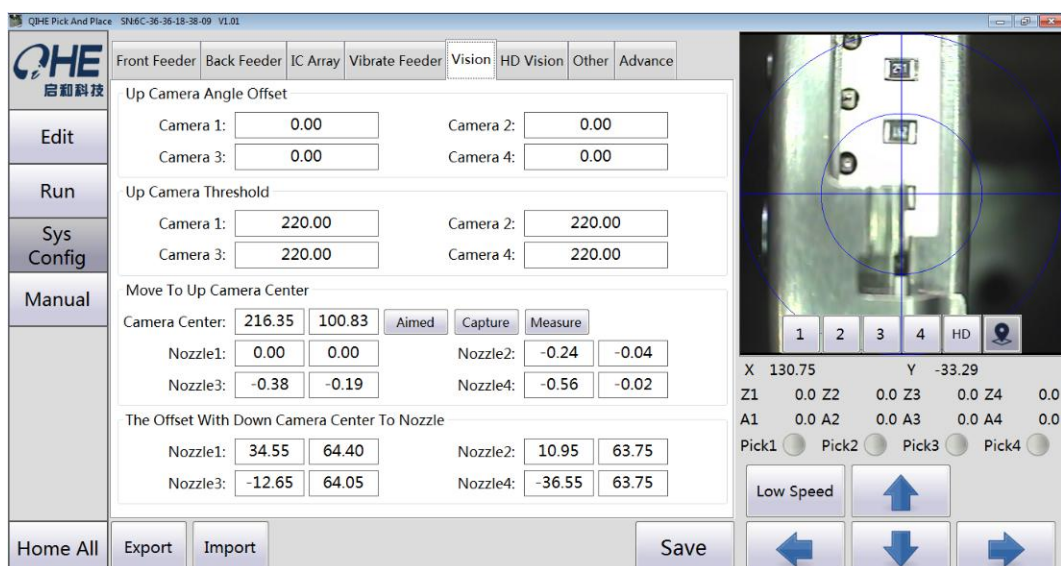 QIHE Pick And Place SN:6C-36-36-18-38-09 V1.01
QiHE
启和科技
Edit
Run
Sys
Config
Manual
Home All
Front Feeder Back Feeder IC Array Vibrate Feeder Vision HD Vision Other Advance
Up Camera Angle Offset
Camera 1: 0.00 Camera 2: 0.00
Camera 3: 0.00 Camera 4: 0.00
Up Camera Threshold
Camera 1: 220.00 Camera 2: 220.00
Camera 3: 220.00 Camera 4: 220.00
Move To Up Camera Center
Camera Center: 216.35 100.83 Aimed Capture Measure
Nozzle1: 0.00 0.00 Nozzle2: -0.24 -0.04
Nozzle3: -0.38 -0.19 Nozzle4: -0.56 -0.02
The Offset With Down Camera Center To Nozzle
Nozzle1: 34.55 64.40 Nozzle2: 10.95 63.75
Nozzle3: -12.65 64.05 Nozzle4: -36.55 63.75
Export Import Save
1 2 3 4 HD
X 130.75 Y -33.29
Z1 0.0 Z2 0.0 Z3 0.0 Z4 0.0
A1 0.0 A2 0.0 A3 0.0 A4 0.0
Pick1 Pick2 Pick3 Pick4
Low Speed